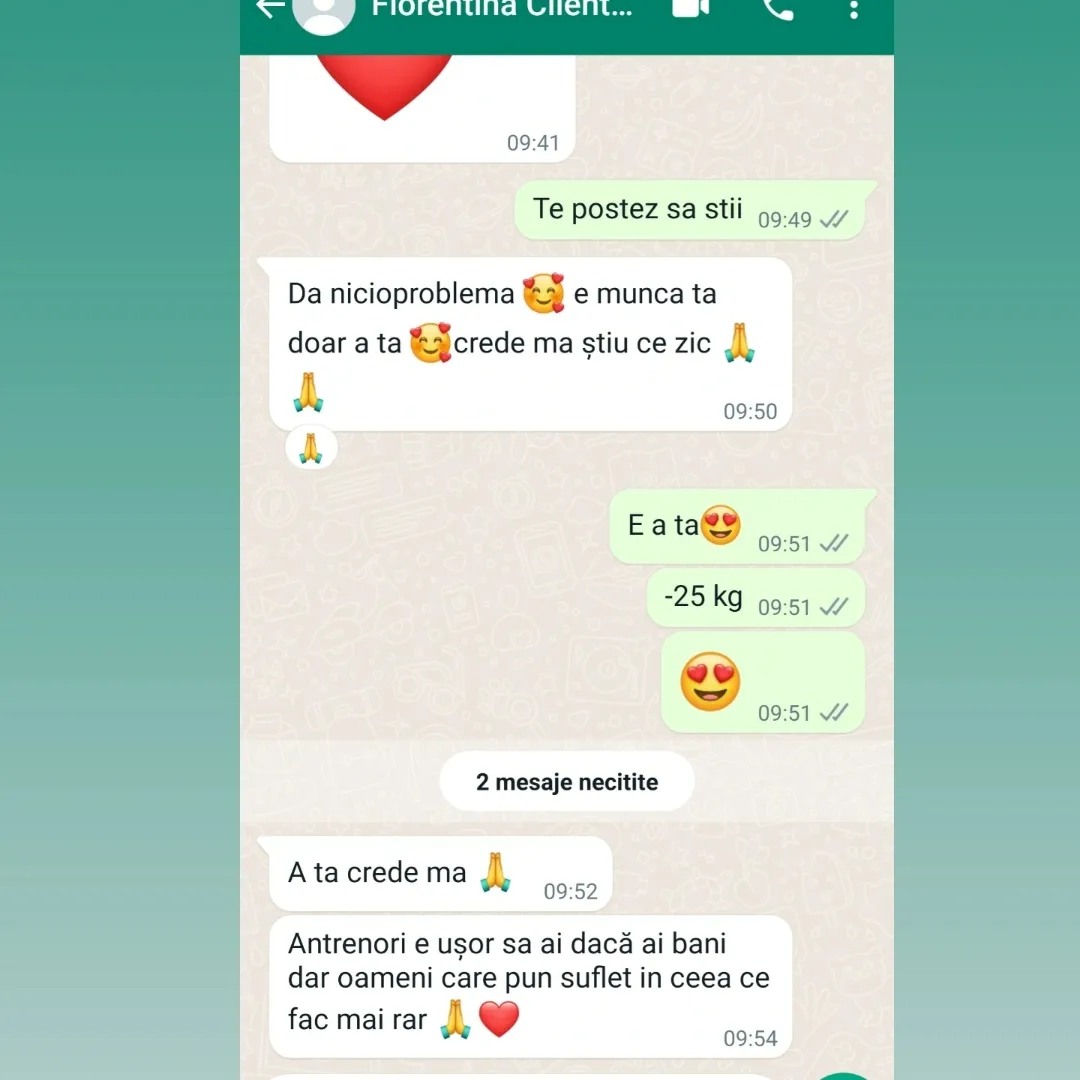 Florentina Client...
09:41
Te postez sa stii 09:49
Da nicioproblema 🥰 e munca ta
doar a ta 🥰crede ma știu ce zic 🙏
🙏
09:50
🙏
E a ta😍 09:51
-25 kg 09:51
😍 09:51
2 mesaje necitite
A ta crede ma 🙏 09:52
Antrenori e ușor sa ai dacă ai bani
dar oameni care pun suflet in ceea ce
fac mai rar 🙏❤️
09:54